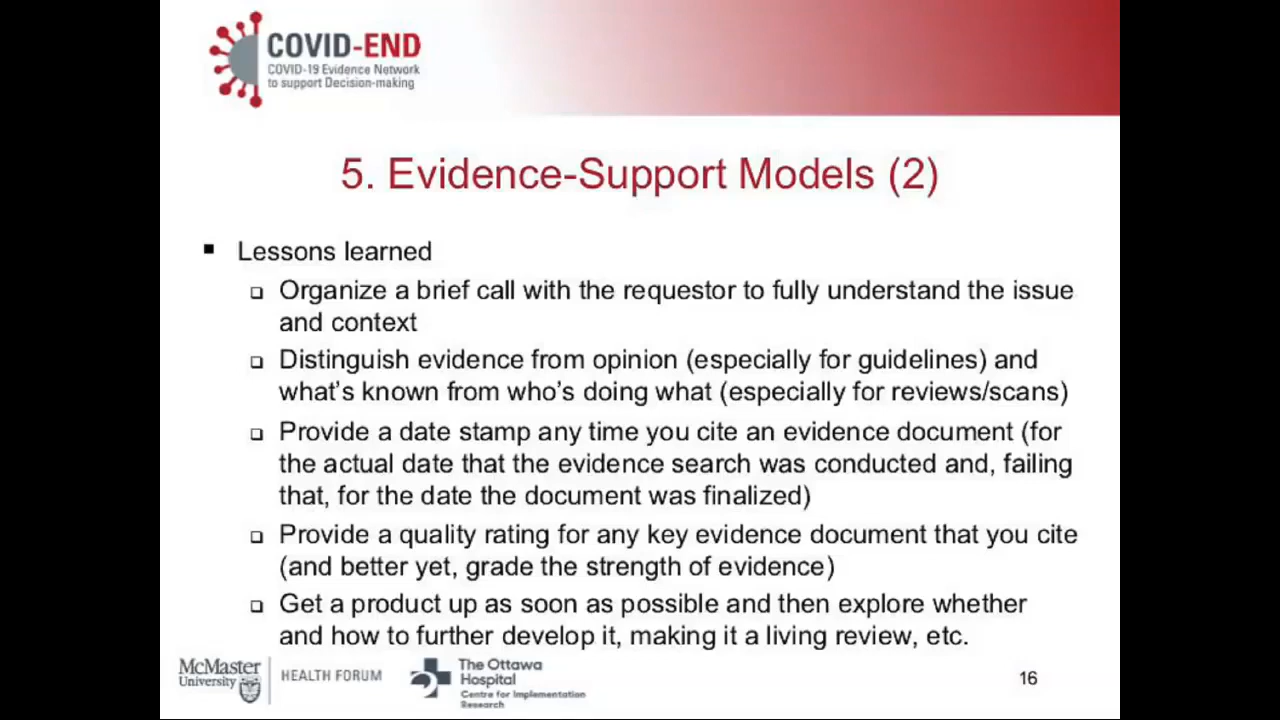 COVID-END
COVID-19 Evidence Network
to support Decision-making
5. Evidence-Support Models (2)
Lessons learned
Organize a brief call with the requestor to fully understand the issue
and context
Distinguish evidence from opinion (especially for guidelines) and
what's known from who's doing what (especially for reviews/scans)
Provide a date stamp any time you cite an evidence document (for
the actual date that the evidence search was conducted and, failing
that, for the date the document was finalized)
Provide a quality rating for any key evidence document that you cite
(and better yet, grade the strength of evidence)
Get a product up as soon as possible and then explore whether
and how to further develop it, making it a living review, etc.
McMaster
University
HEALTH FORUM
The Ottawa
Hospital
Centre for Implementation
Research
16